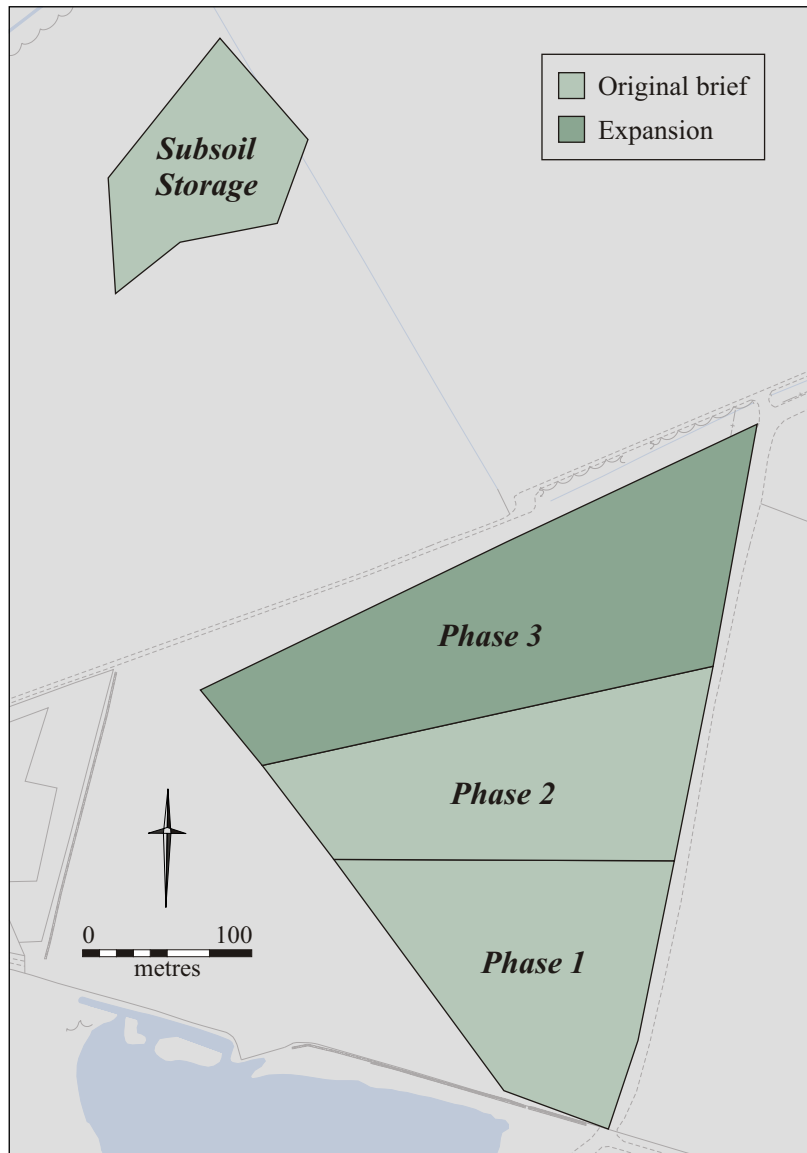 Original brief
Expansion
Subsoil
Storage
Phase 3
Phase 2
Phase 1
0 100
metres